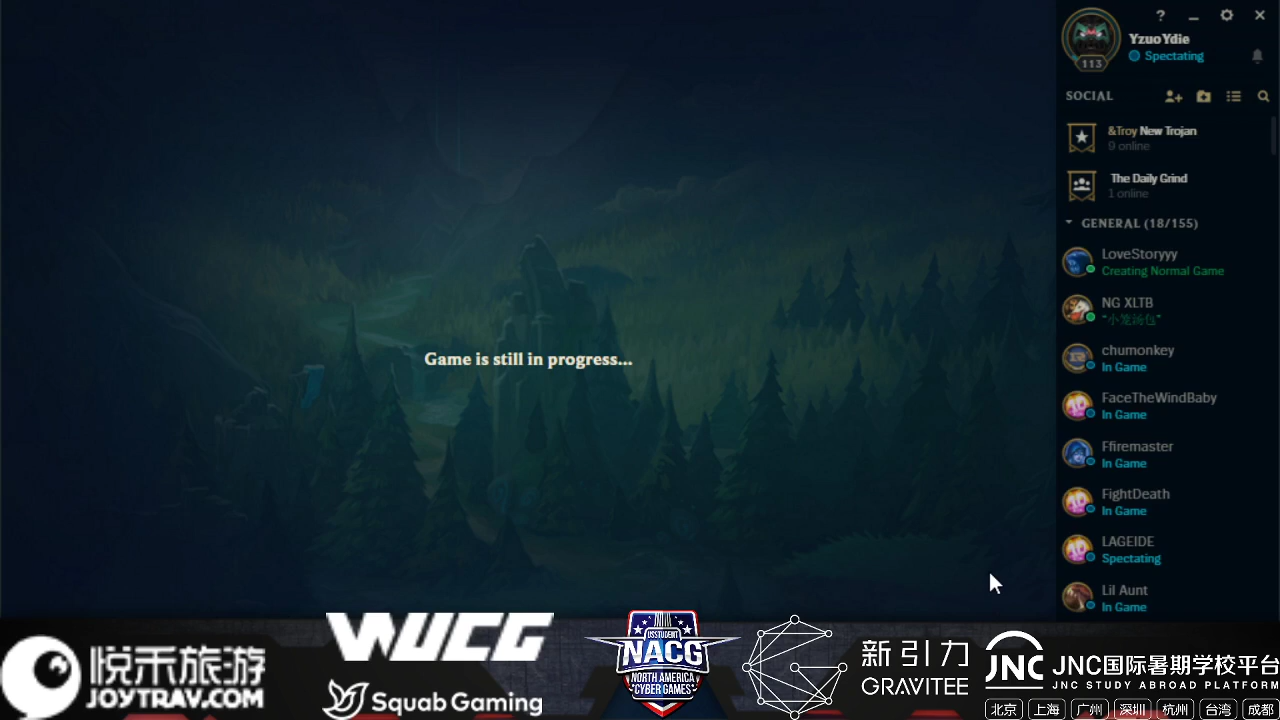 ?
YzuoYdie
Spectating
113
SOCIAL
&Troy New Trojan
9 online
The Daily Grind
1 online
GENERAL (18/155)
LoveStoryyy
Creating Normal Game
NG XLTB
"小笼汤包"
chumonkey
In Game
FaceTheWindBaby
In Game
Ffiremaster
In Game
FightDeath
In Game
LAGEIDE
Spectating
Lil Aunt
In Game
Game is still in progress...
悦禾旅游
JOYTRAV.COM
WUCG
Squab Gaming
USSTUDENT
NACG
NORTH AMERICA
CYBER GAMES
新引力
GRAVITEE
JNC
JNC国际暑期学校平台
JNC STUDY ABROAD PLATFORM
北京 上海 广州 深圳 杭州 台湾 成都